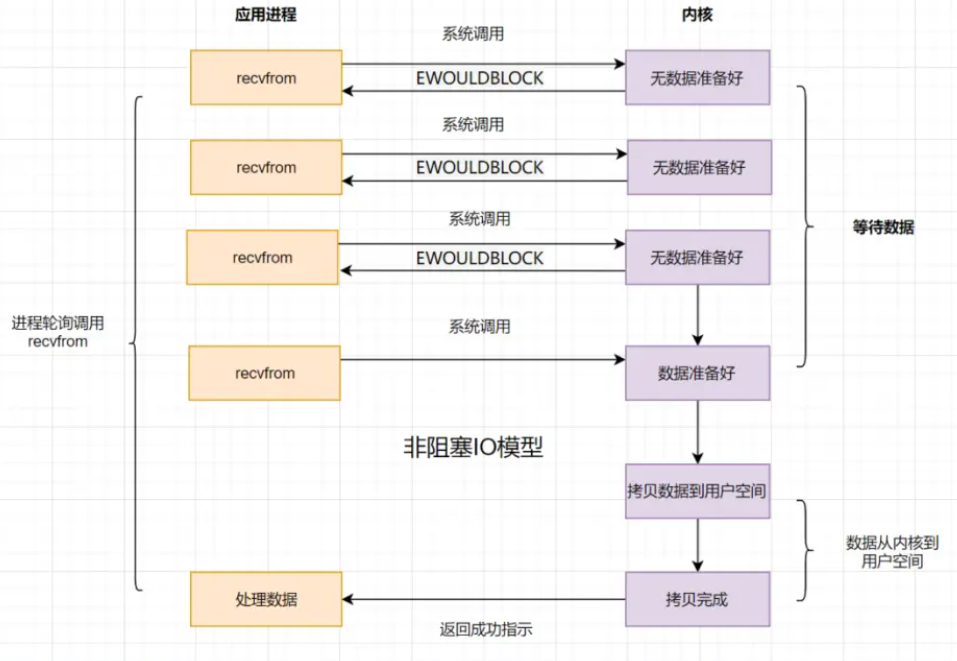 应用进程
内核
系统调用
recvfrom
EWOULDBLOCK
无数据准备好
系统调用
recvfrom
EWOULDBLOCK
无数据准备好
系统调用
等待数据
recvfrom
EWOULDBLOCK
无数据准备好
进程轮询调用
recvfrom
系统调用
recvfrom
数据准备好
非阻塞IO模型
拷贝数据到用户空间
数据从内核到
用户空间
处理数据
拷贝完成
返回成功指示